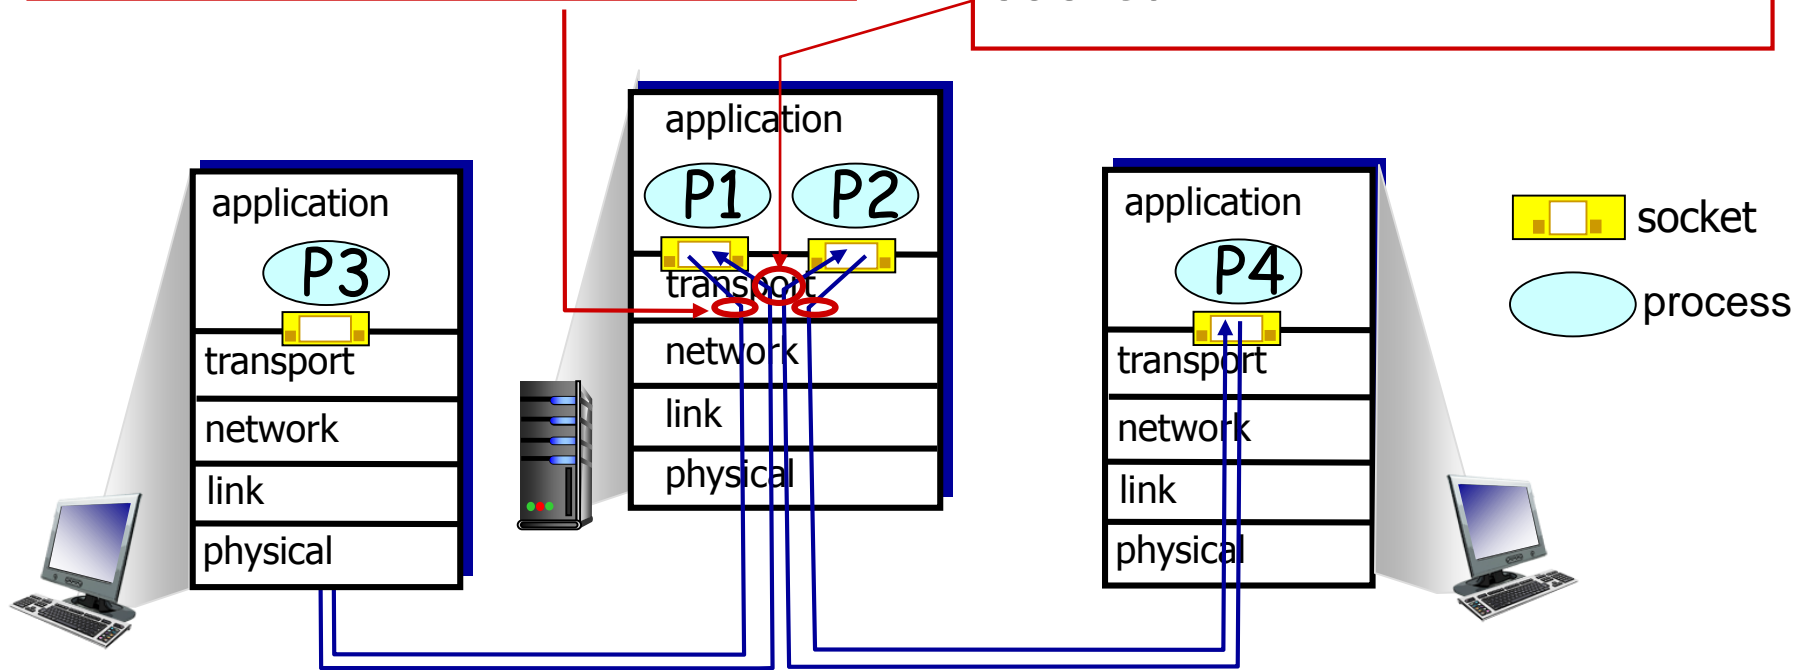 application
P1 P2
transport
network
link
physical
application
P3
transport
network
link
physical
application
P4
transport
network
link
physical
socket
process